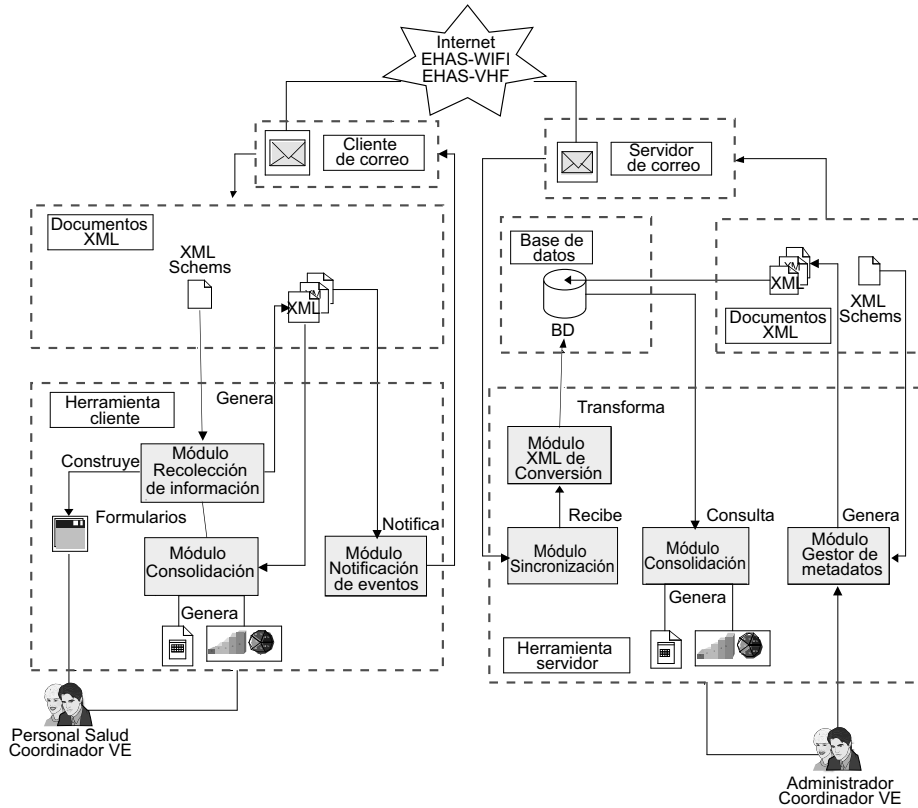 Internet
EHAS-WIFI
EHAS-VHF
Cliente
de correo
Documentos
XML
XML
Schems
XM
XML
Herramienta
cliente
Genera
Construye
Módulo
Recolección
de información
Formularios
Notifica
Módulo
Consolidación
Módulo
Notificación
de eventos
Genera
Personal Salud
Coordinador VE
Servidor
de correo
Base de
datos
BD
XM
XML
XML
Schems
Documentos
XML
Transforma
Módulo
XML de
Conversión
Recibe
Consulta
Genera
Módulo
Sincronización
Módulo
Consolidación
Módulo
Gestor de
metadatos
Genera
Herramienta
servidor
Administrador
Coordinador VE